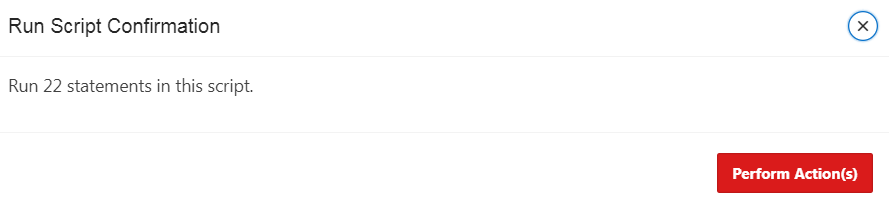 Run Script Confirmation
Run 22 statements in this script.
Perform Action(s)